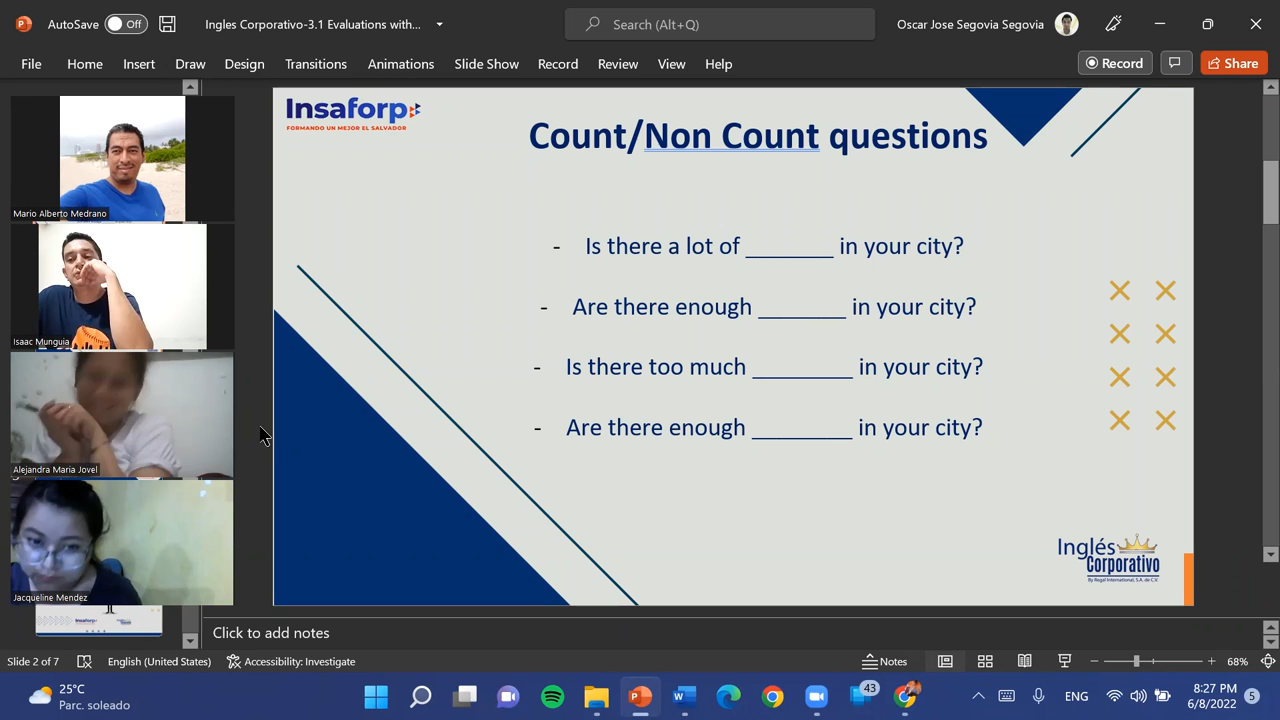 AutoSave Off Ingles Corporativo-3.1 Evaluations with... Search (Alt+Q) Oscar Jose Segovia Segovia
File Home Insert Draw Design Transitions Animations Slide Show Record Review View Help Record Share
Mario Alberto Medrano
Isaac Munguia
Alejandra Maria Jovel
Jacqueline Mendez
Insaforp
FORMANDO UN MEJOR EL SALVADOR
Count/Non Count questions
- Is there a lot of _______ in your city?
- Are there enough _______ in your city?
- Is there too much ________ in your city?
- Are there enough ________ in your city?
Inglés
Corporativo
By Regal International, S.A. de C.V.
Click to add notes
Slide 2 of 7 English (United States) Accessibility: Investigate Notes 68%
25°C
Parc. soleado
43
ENG
8:27 PM
6/8/2022
5